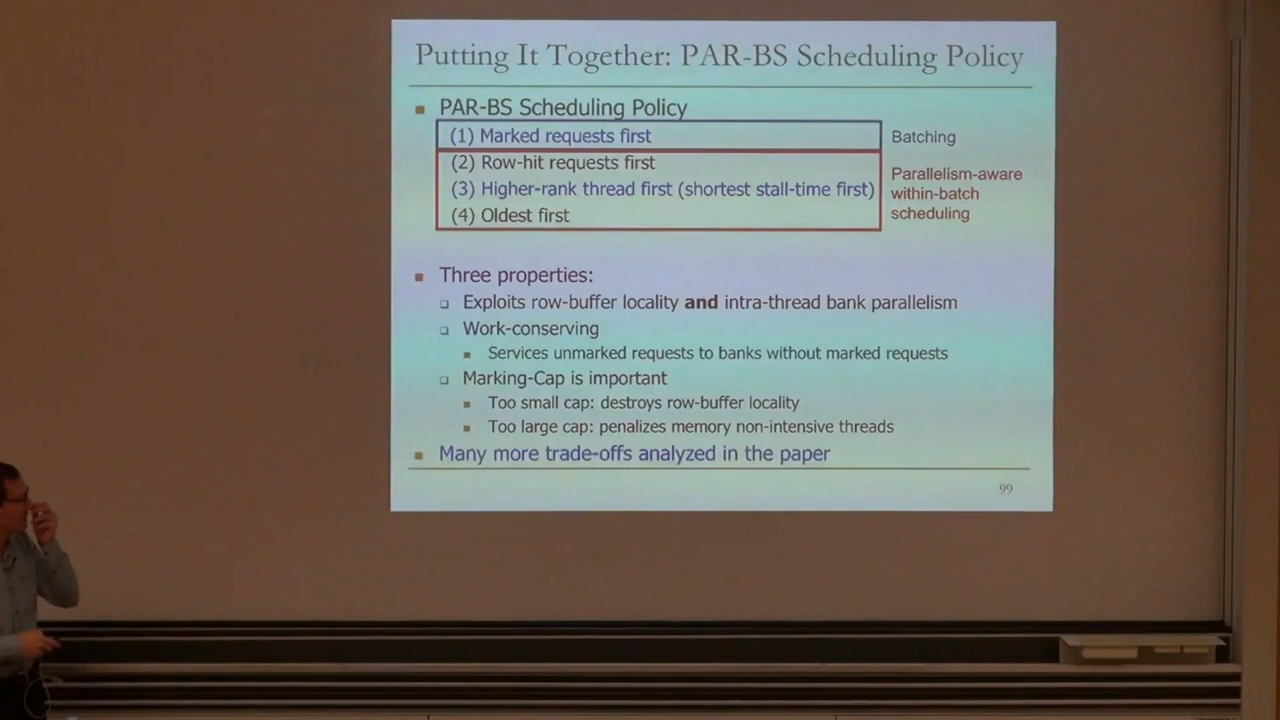 Putting It Together: PAR-BS Scheduling Policy
PAR-BS Scheduling Policy
(1) Marked requests first
Batching
(2) Row-hit requests first
(3) Higher-rank thread first (shortest stall-time first)
(4) Oldest first
Parallelism-aware
within-batch
scheduling
Three properties:
Exploits row-buffer locality and intra-thread bank parallelism
Work-conserving
Services unmarked requests to banks without marked requests
Marking-Cap is important
Too small cap: destroys row-buffer locality
Too large cap: penalizes memory non-intensive threads
Many more trade-offs analyzed in the paper
99